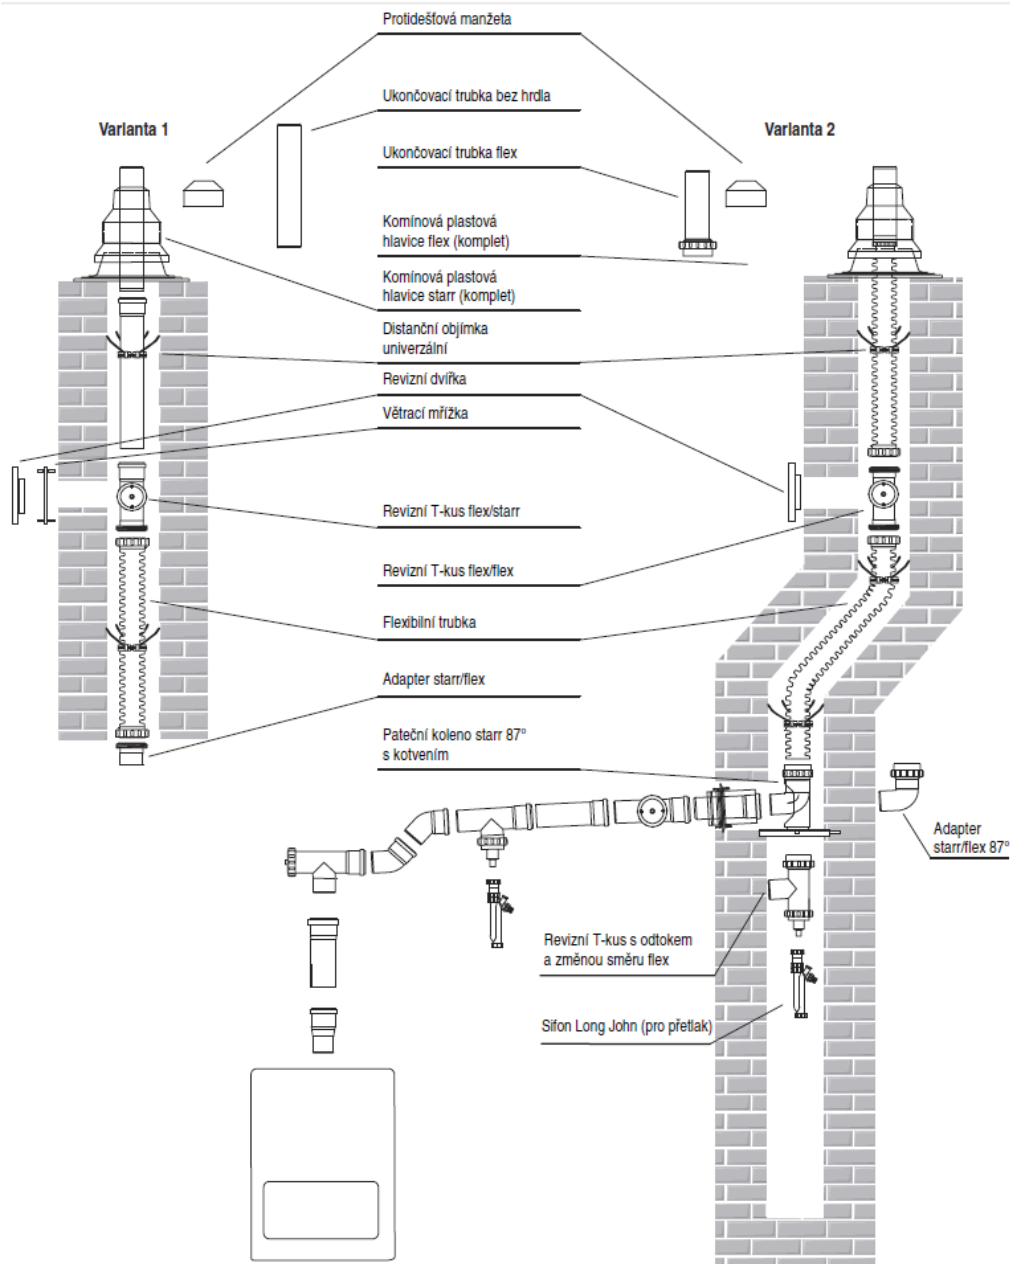 Protidešťová manžeta
Ukončovací trubka bez hrdla
Varianta 1
Varianta 2
Ukončovací trubka flex
Komínová plastová
hlavice flex (komplet)
Komínová plastová
hlavice starr (komplet)
Distanční objímka
univerzální
Revizní dvířka
Větrací mřížka
Revizní T-kus flex/starr
Revizní T-kus flex/flex
Flexibilní trubka
Adapter starr/flex
Pateční koleno starr 87º
s kotvením
Adapter
starr/flex 87º
Revizní T-kus s odtokem
a změnou směru flex
Sifon Long John (pro přetlak)